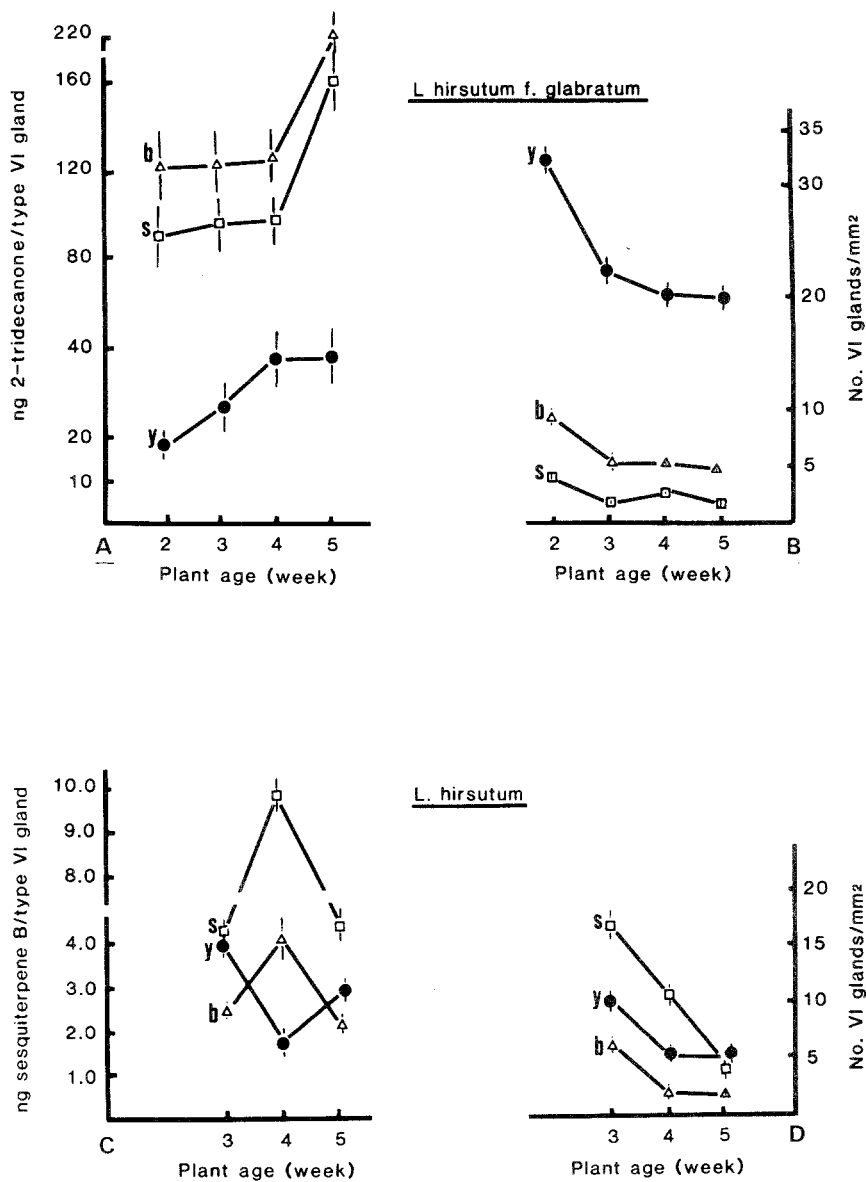 L hirsutum f. glabratum
ng 2-tridecanone/type VI gland
220
160
120
80
40
20
10
b
s
y
2 3 4 5
A
Plant age (week)
y
b
s
35
30
20
10
5
No. VI glands/mm2
2 3 4 5
B
Plant age (week)
L. hirsutum
ng sesquiterpene B/type VI gland
10.0
9.0
8.0
4.0
3.0
2.0
1.0
s
y
b
3 4 5
C
Plant age (week)
s
y
b
20
15
10
5
No. VI glands/mm2
3 4 5
D
Plant age (week)